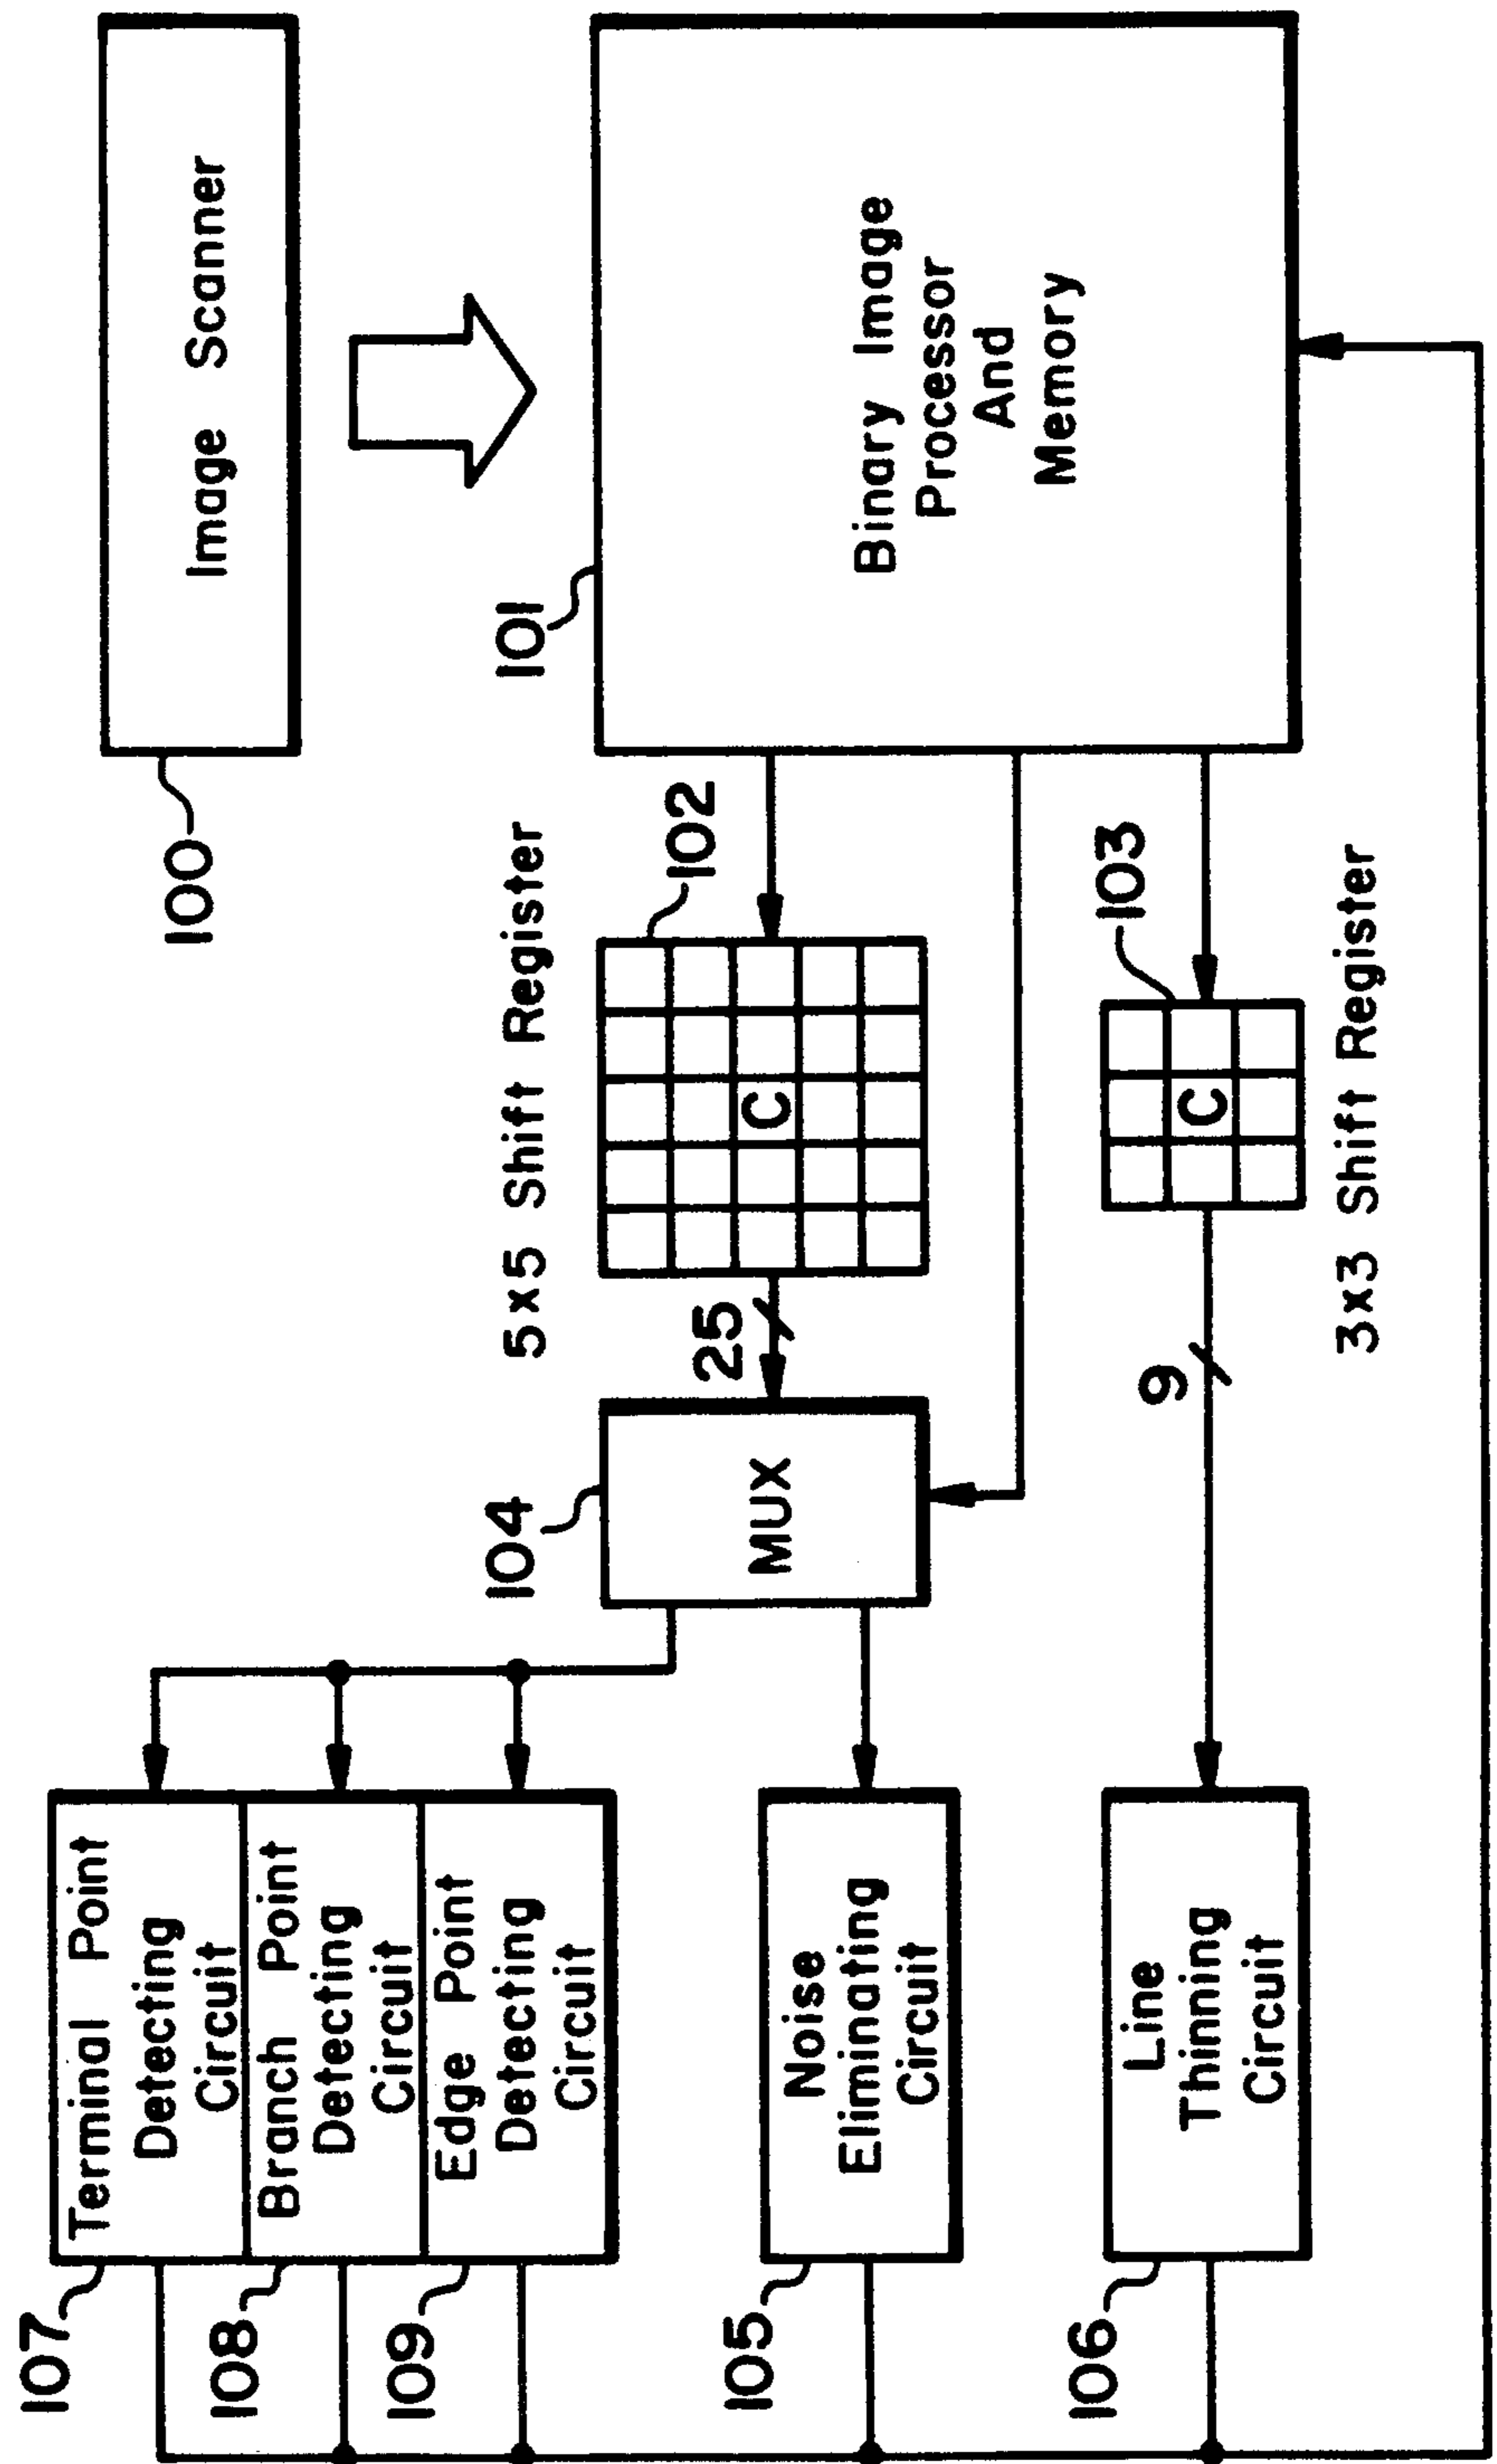 100
Image Scanner
101
Binary Image
Processor
And
Memory
5x5 Shift Register
102
C
25
103
C
9
3x3 Shift Register
104
MUX
107
Terminal Point
Detecting
Circuit
108
Branch Point
Detecting
Circuit
109
Edge Point
Detecting
Circuit
105
Noise
Eliminating
Circuit
106
Line
Thinning
Circuit